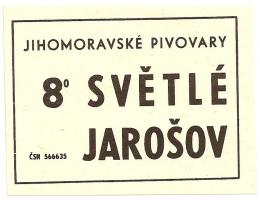 JIHOMORAVSKÉ PIVOVARY
8° SVĚTLÉ
JAROŠOV
ČSN 566635